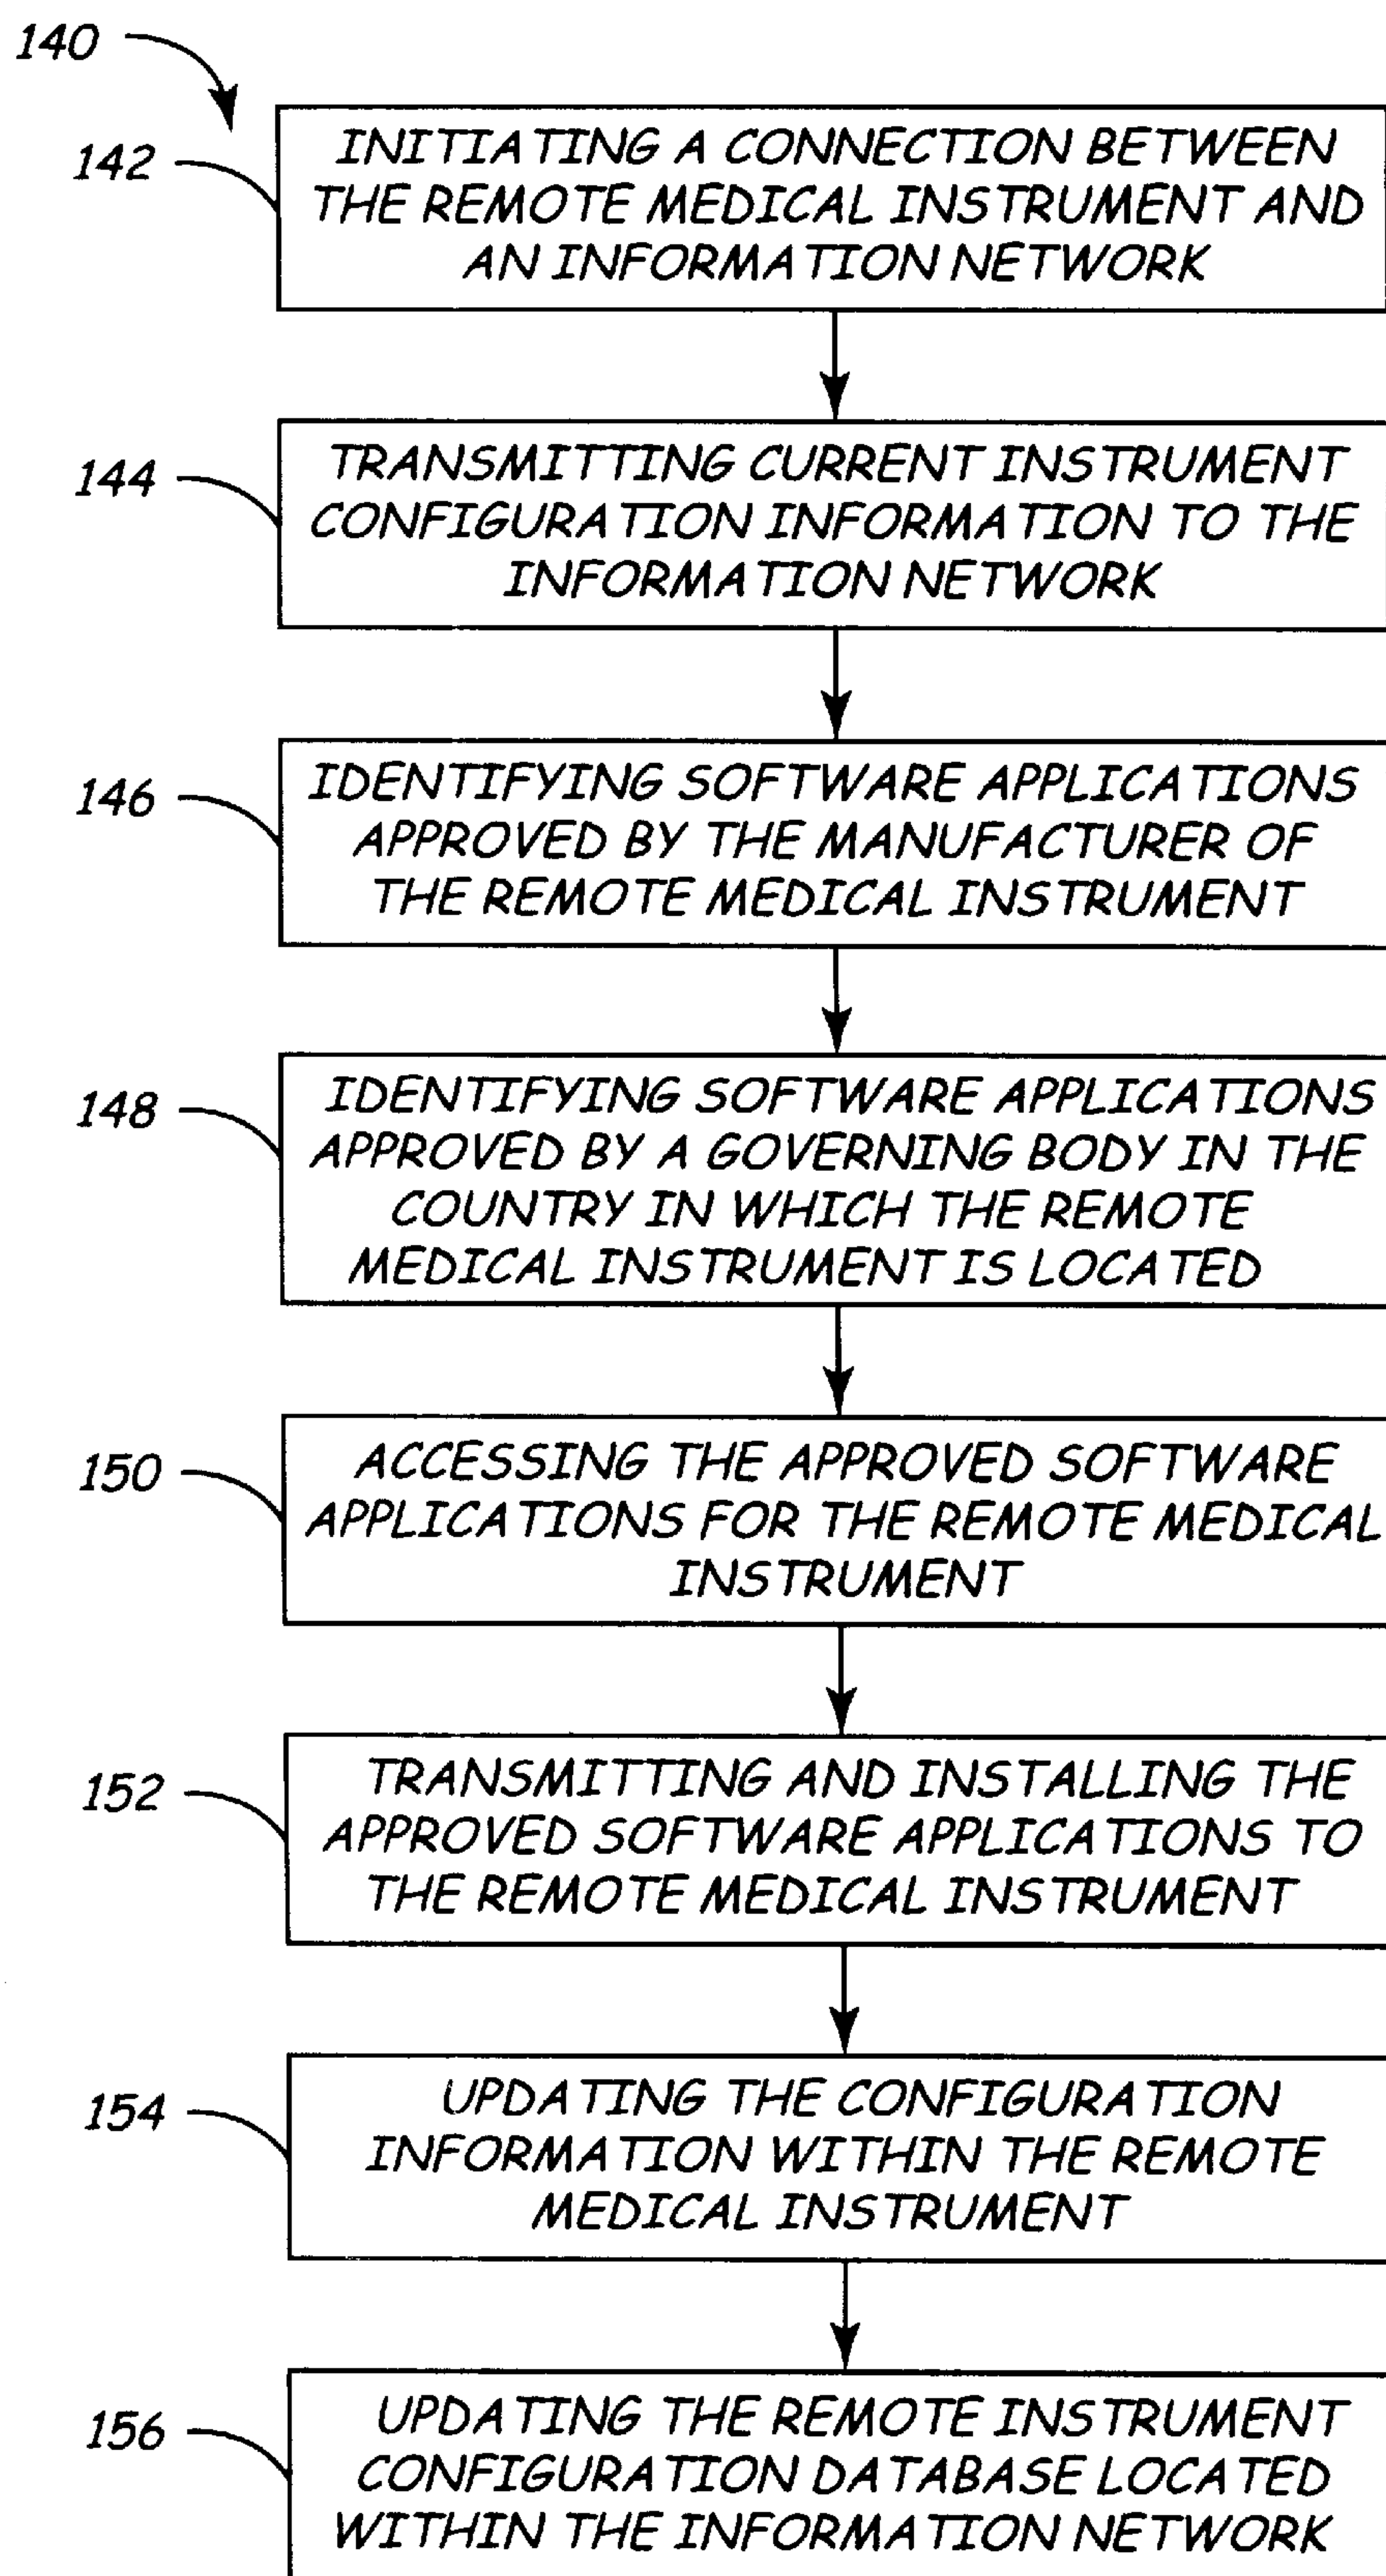 140
142
INITIATING A CONNECTION BETWEEN
THE REMOTE MEDICAL INSTRUMENT AND
AN INFORMATION NETWORK
144
TRANSMITTING CURRENT INSTRUMENT
CONFIGURATION INFORMATION TO THE
INFORMATION NETWORK
146
IDENTIFYING SOFTWARE APPLICATIONS
APPROVED BY THE MANUFACTURER OF
THE REMOTE MEDICAL INSTRUMENT
148
IDENTIFYING SOFTWARE APPLICATIONS
APPROVED BY A GOVERNING BODY IN THE
COUNTRY IN WHICH THE REMOTE
MEDICAL INSTRUMENT IS LOCATED
150
ACCESSING THE APPROVED SOFTWARE
APPLICATIONS FOR THE REMOTE MEDICAL
INSTRUMENT
152
TRANSMITTING AND INSTALLING THE
APPROVED SOFTWARE APPLICATIONS TO
THE REMOTE MEDICAL INSTRUMENT
154
UPDATING THE CONFIGURATION
INFORMATION WITHIN THE REMOTE
MEDICAL INSTRUMENT
156
UPDATING THE REMOTE INSTRUMENT
CONFIGURATION DATABASE LOCATED
WITHIN THE INFORMATION NETWORK